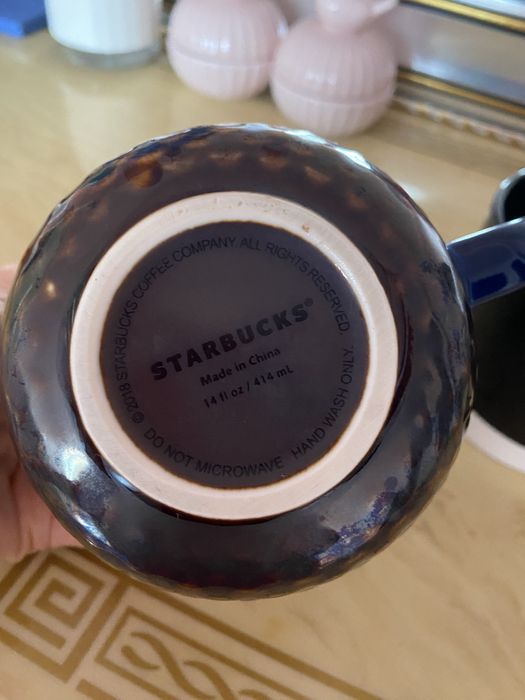 © 2018 STARBUCKS COFFEE COMPANY. ALL RIGHTS RESERVED.
STARBUCKS®
Made in China
14 fl oz / 414 mL
DO NOT MICROWAVE HAND WASH ONLY.